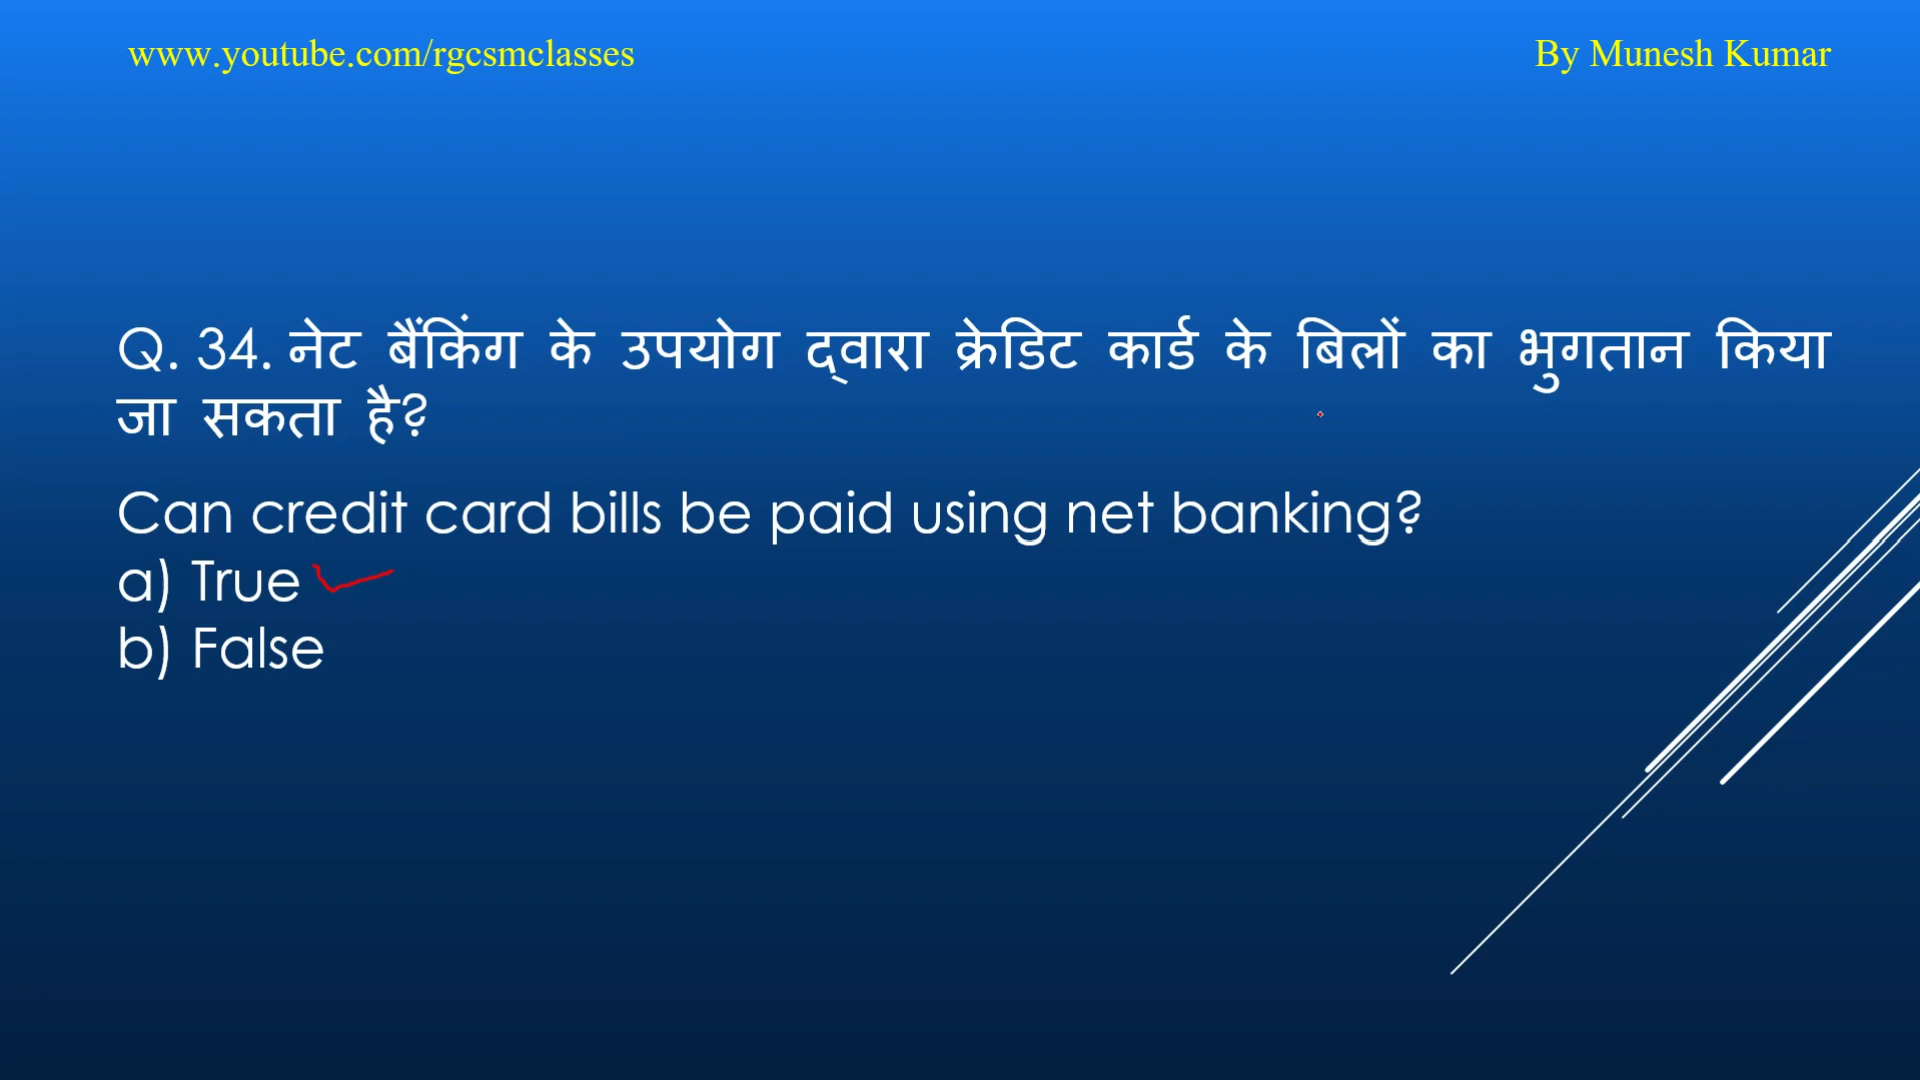 www.youtube.com/rgcsmclasses
By Munesh Kumar
Q. 34. नेट बैंकिंग के उपयोग द्वारा क्रेडिट कार्ड के बिलों का भुगतान किया
जा सकता है?
Can credit card bills be paid using net banking?
a) True
b) False